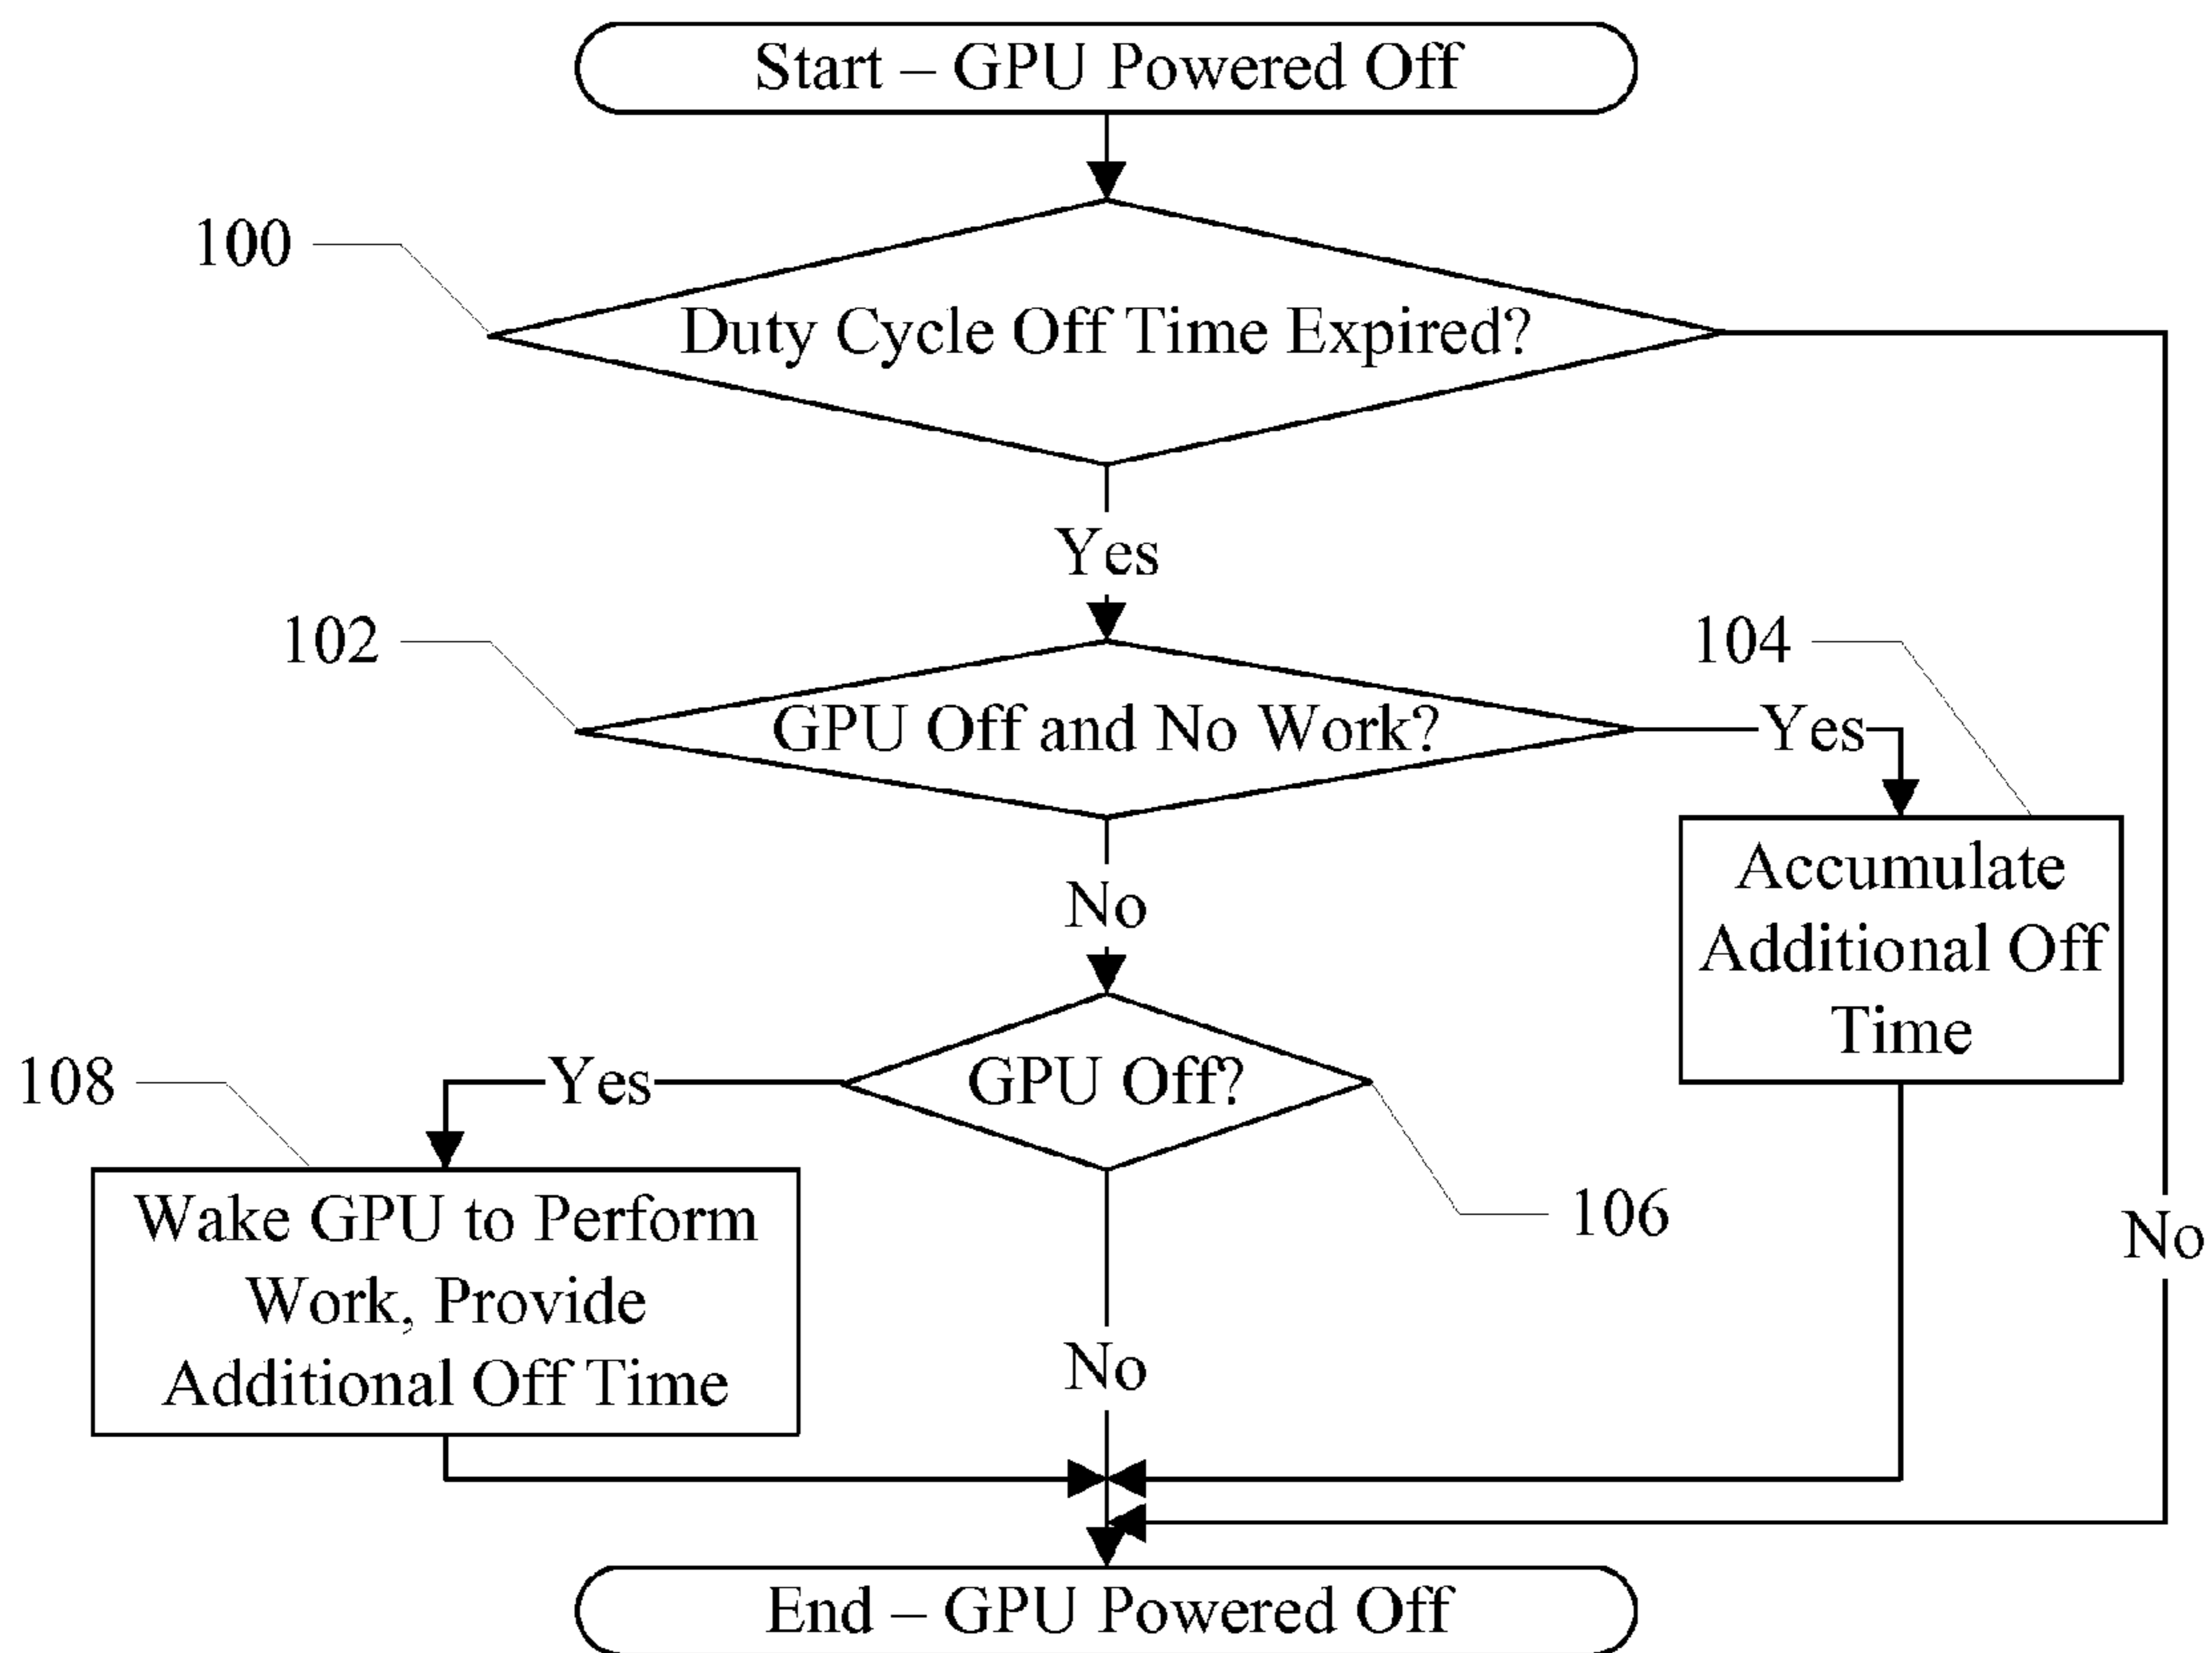 Start – GPU Powered Off
100
Duty Cycle Off Time Expired?
Yes
102
104
GPU Off and No Work?
Yes
Accumulate
Additional Off
Time
No
108
Yes
GPU Off?
106
Wake GPU to Perform
Work, Provide
Additional Off Time
No
No
End – GPU Powered Off